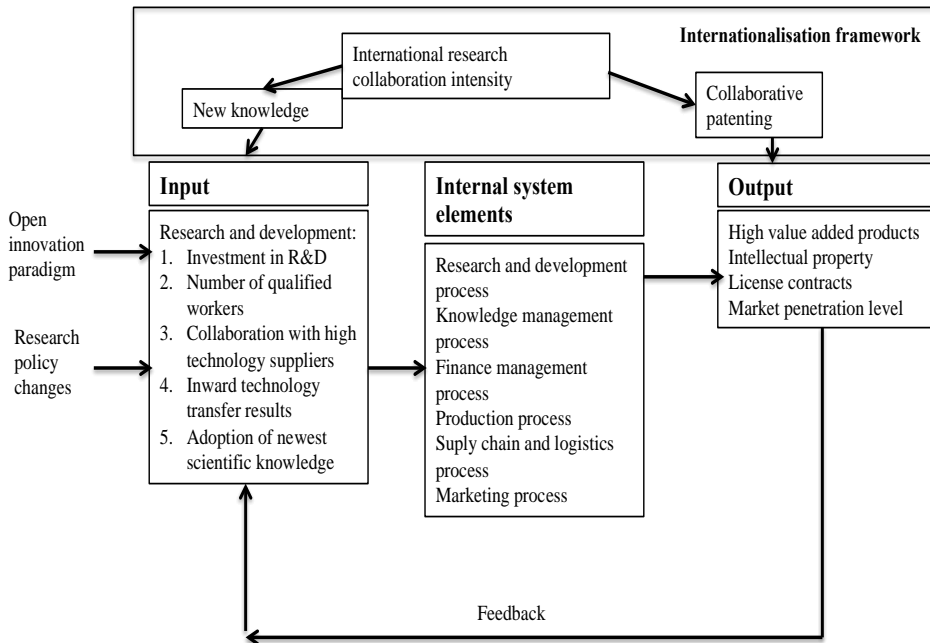 Internationalisation framework
International research
collaboration intensity
New knowledge
Collaborative
patenting
Input
Internal system
elements
Output
Open
innovation
paradigm
Research
policy
changes
Research and development:
1. Investment in R&D
2. Number of qualified
workers
3. Collaboration with high
technology suppliers
4. Inward technology
transfer results
5. Adoption of newest
scientific knowledge
Research and development
process
Knowledge management
process
Finance management
process
Production process
Suply chain and logistics
process
Marketing process
High value added products
Intellectual property
License contracts
Market penetration level
Feedback